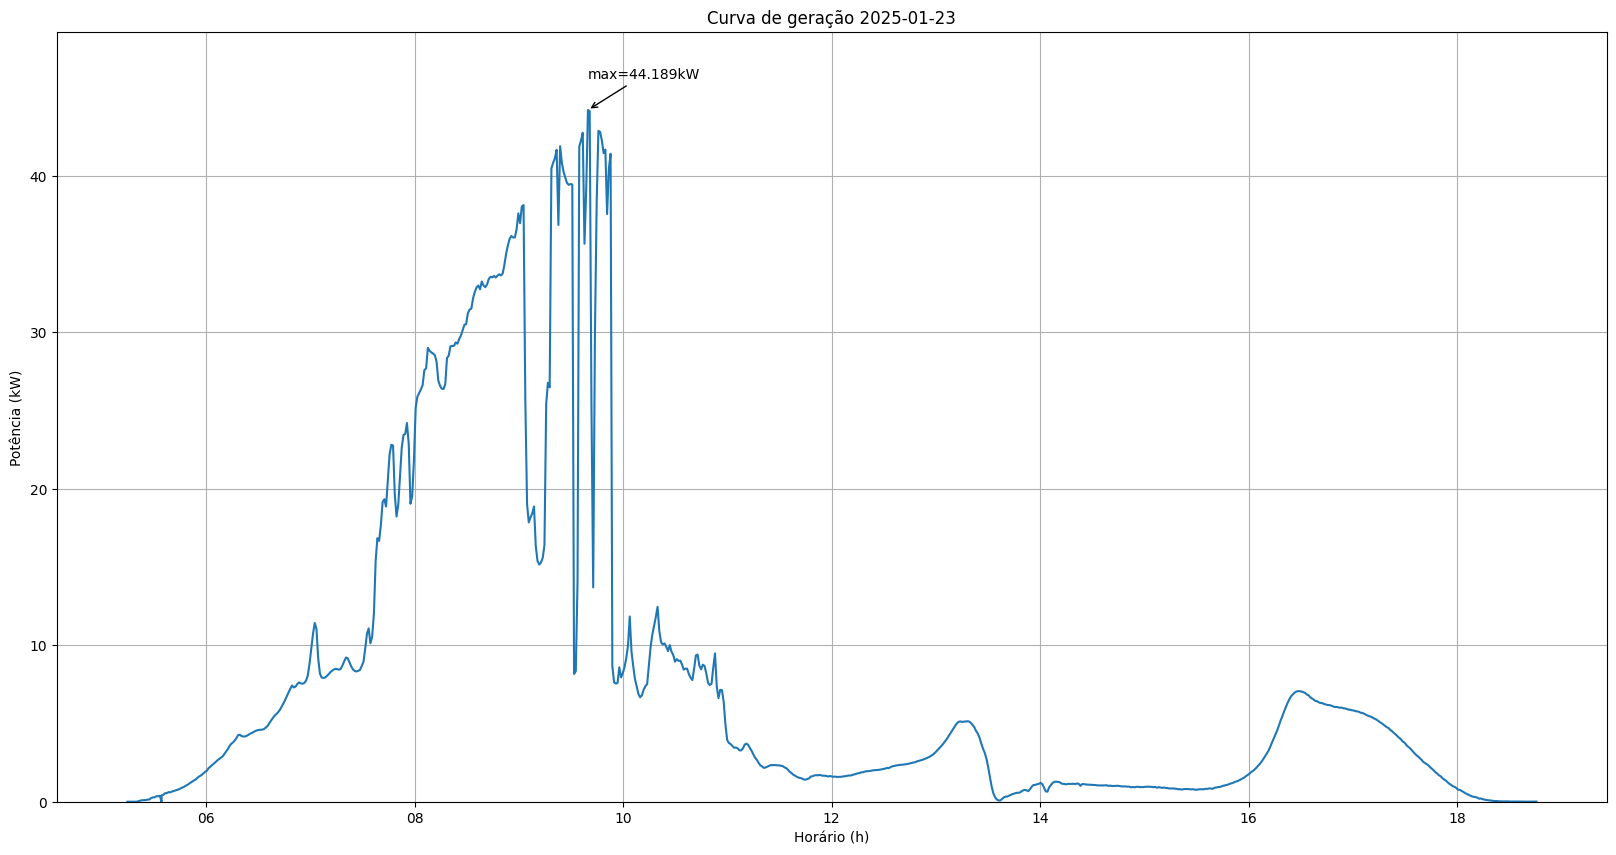 Curva de geração 2025-01-23
max=44.189kW
Potência (kW)
40
30
20
10
0
06 08 10 12 14 16 18
Horário (h)